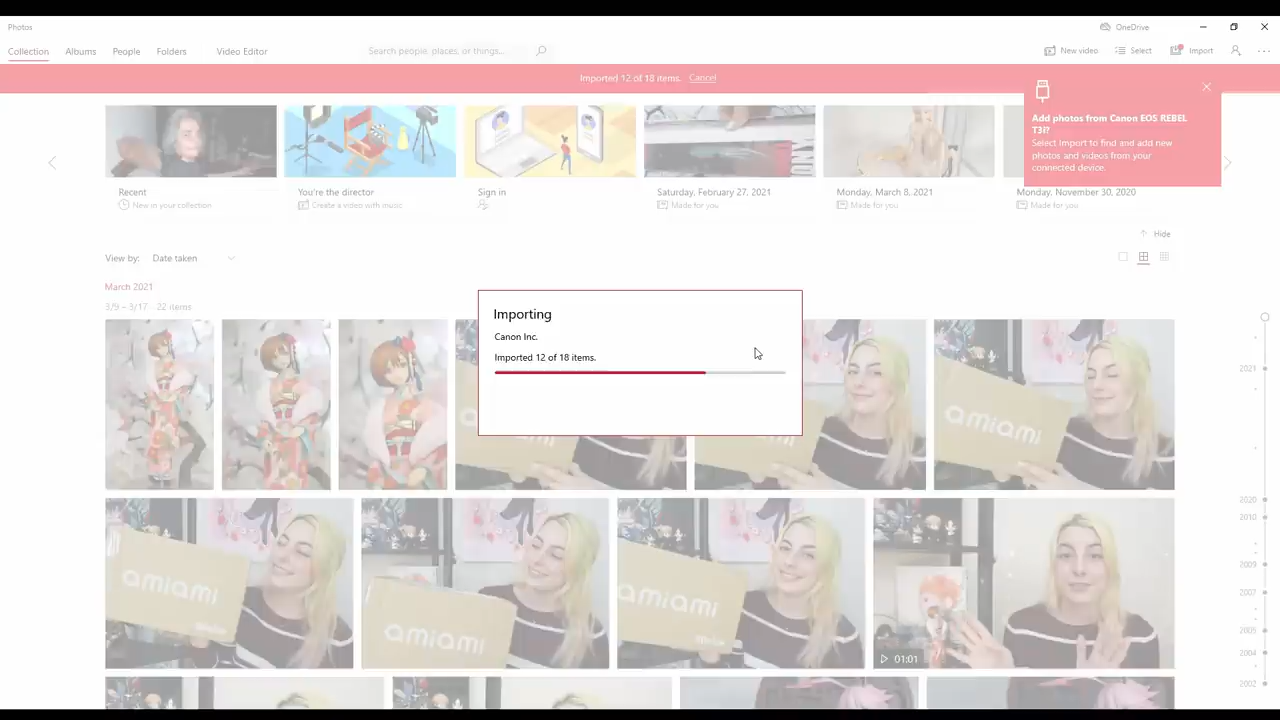 Photos
OneDrive
Collection Albums People Folders Video Editor
Search people, places, or things...
New video Select Import
Imported 12 of 18 items. Cancel
Add photos from Canon EOS REBEL
T3i?
Select Import to find and add new
photos and videos from your
connected device.
Recent
New in your collection
You're the director
Create a video with music
Sign in
Saturday, February 27, 2021
Made for you
Monday, March 8, 2021
Made for you
Monday, November 30, 2020
Made for you
Hide
View by: Date taken
March 2021
3/9 – 3/17 22 items
Importing
Canon Inc.
Imported 12 of 18 items.
amiami
amiami
amiami
amiami
amiami
01:01
2021
2020
2010
2009
2007
2005
2004
2002